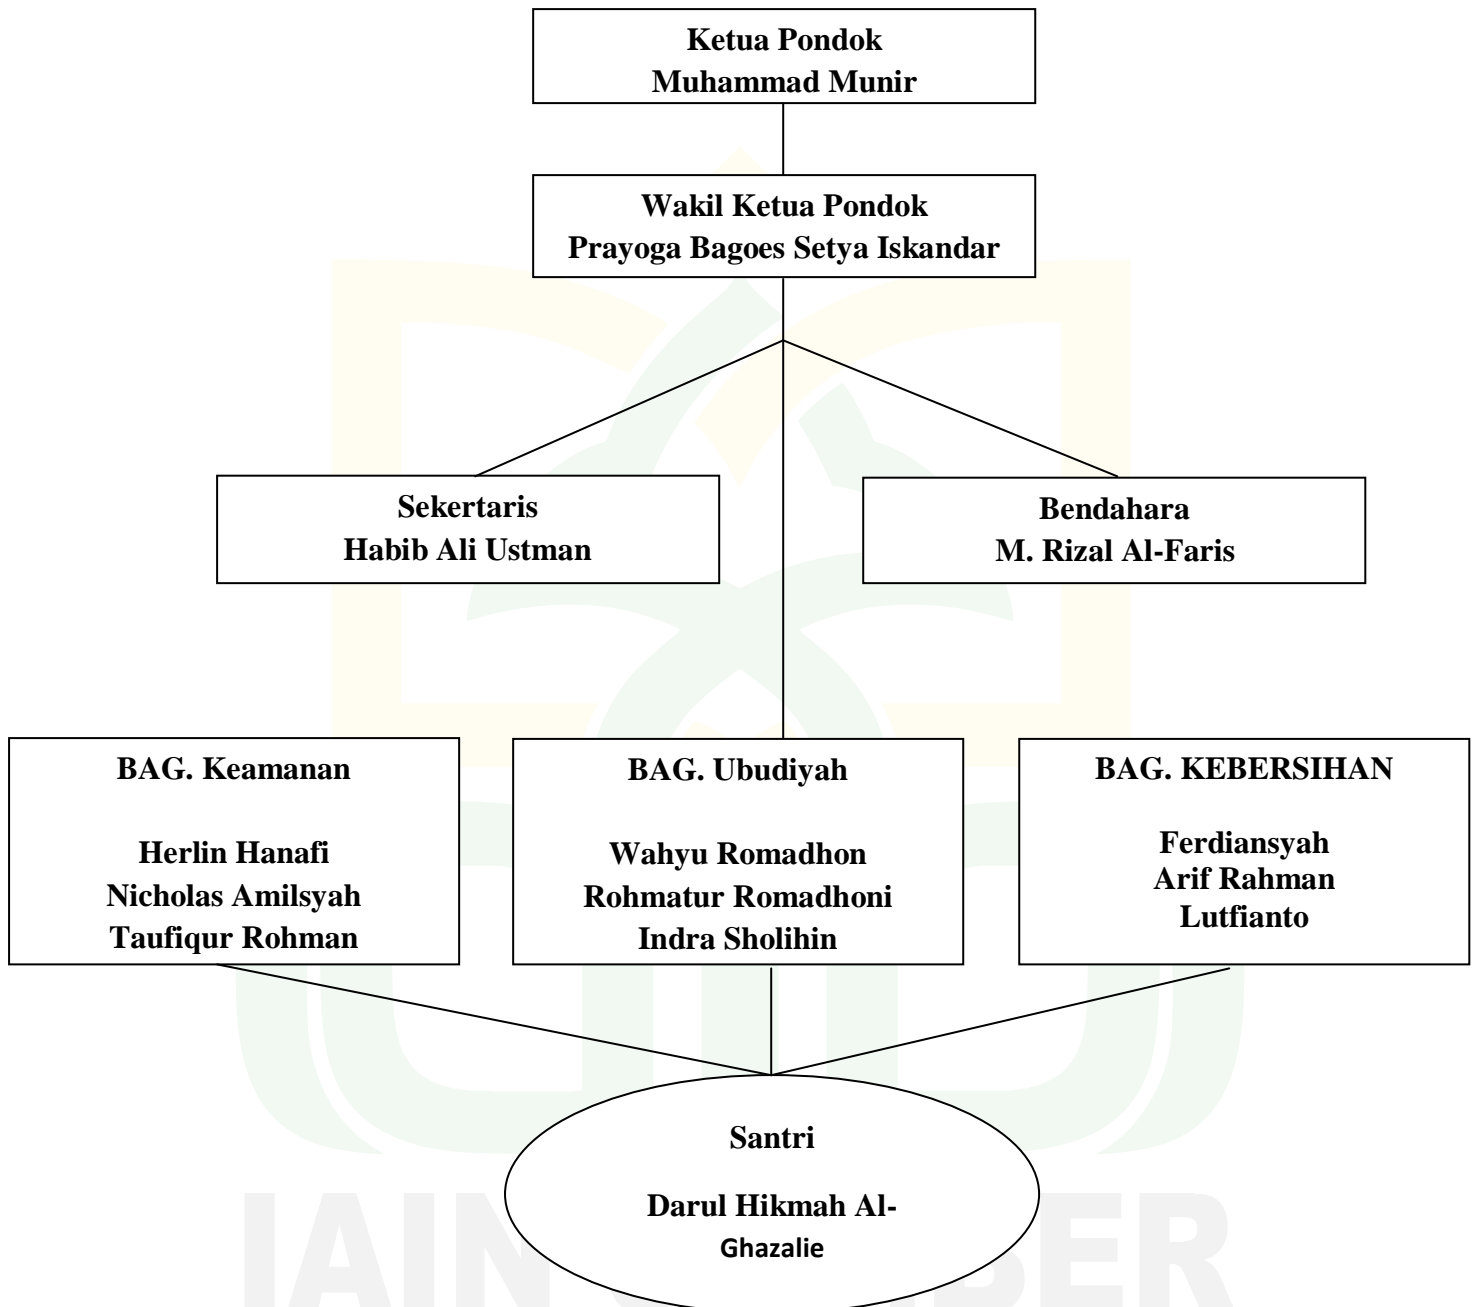 Ketua Pondok
Muhammad Munir
Wakil Ketua Pondok
Prayoga Bagoes Setya Iskandar
Sekertaris
Habib Ali Ustman
Bendahara
M. Rizal Al-Faris
BAG. Keamanan
Herlin Hanafi
Nicholas Amilsyah
Taufiqur Rohman
BAG. Ubudiyah
Wahyu Romadhon
Rohmatur Romadhoni
Indra Sholihin
BAG. KEBERSIHAN
Ferdiansyah
Arif Rahman
Lutfianto
Santri
Darul Hikmah Al-
Ghazalie
IAIN